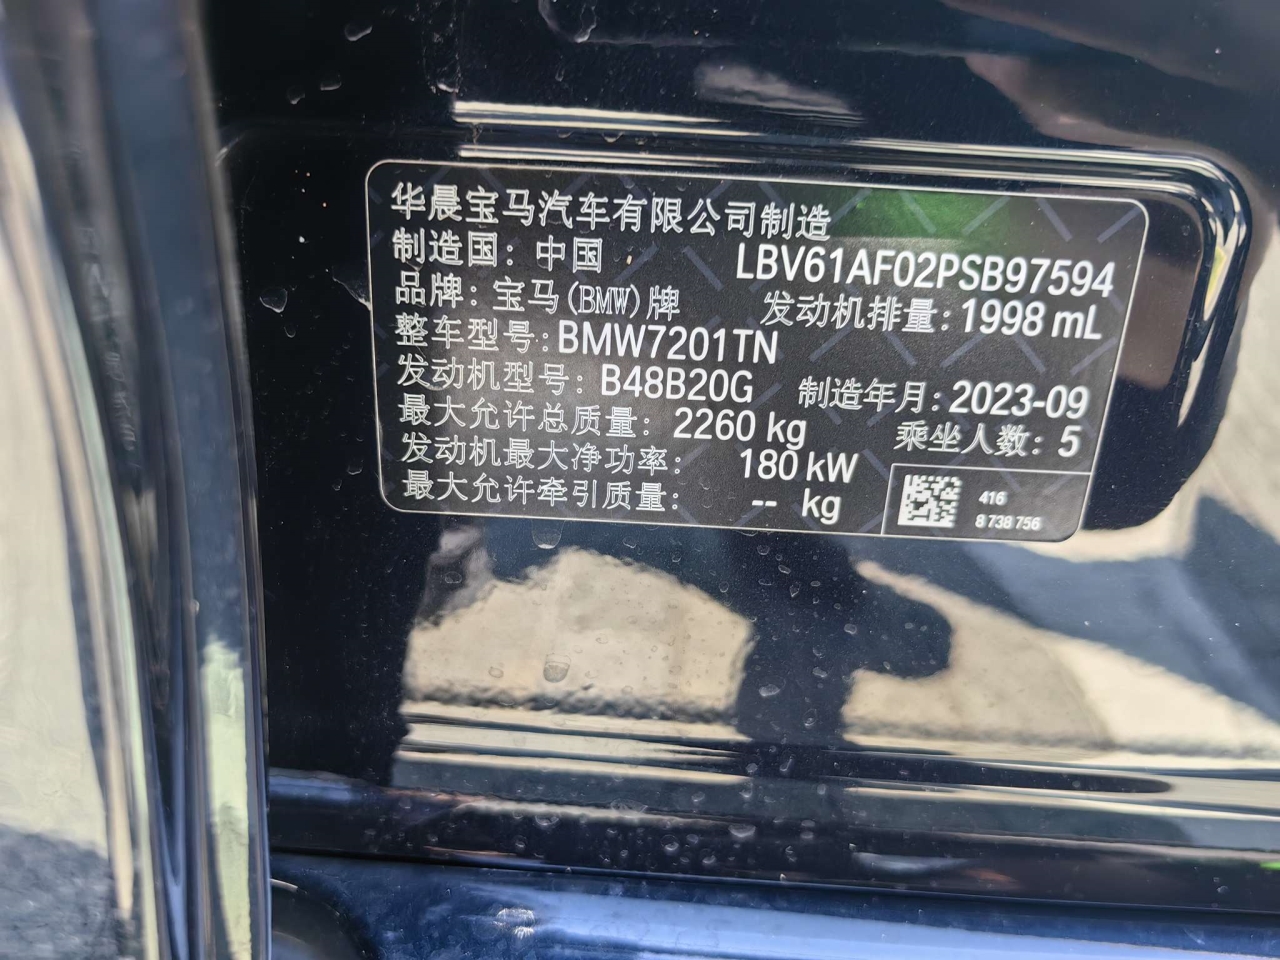 华晨宝马汽车有限公司制造
制造国：中国 LBV61AF02PSB97594
品牌：宝马(BMW)牌 发动机排量：1998 mL
整车型号：BMW7201TN
发动机型号：B48B20G 制造年月：2023-09
最大允许总质量：2260 kg 乘坐人数：5
发动机最大净功率：180 kW
最大允许牵引质量：-- kg
416
8 738 756